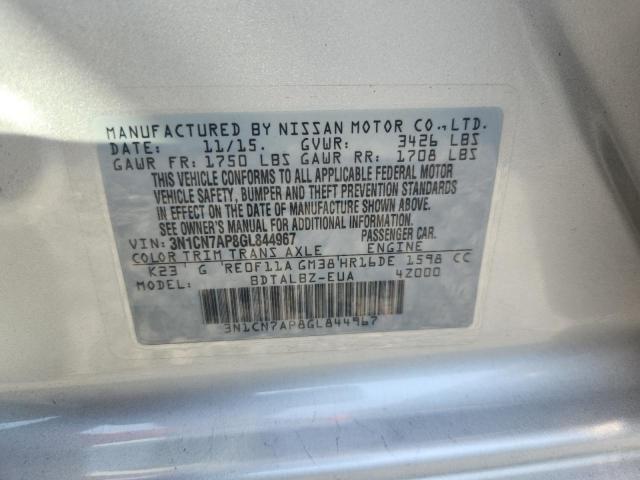 MANUFACTURED BY NISSAN MOTOR CO., LTD.
DATE: 11/15. GVWR: 3426 LBS
GAWR FR: 1750 LBS GAWR RR: 1708 LBS
THIS VEHICLE CONFORMS TO ALL APPLICABLE FEDERAL MOTOR
VEHICLE SAFETY, BUMPER AND THEFT PREVENTION STANDARDS
IN EFFECT ON THE DATE OF MANUFACTURE SHOWN ABOVE.
SEE OWNER'S MANUAL FOR ADDITIONAL INFORMATION
VIN: 3N1CN7AP8GL844967 PASSENGER CAR.
COLOR TRIM TRANS AXLE ENGINE
K23 G RE0F11A GM38 HR16DE 1598 CC
MODEL: BDTALBZ-EUA 4Z000
3N1CN7AP8GL844967